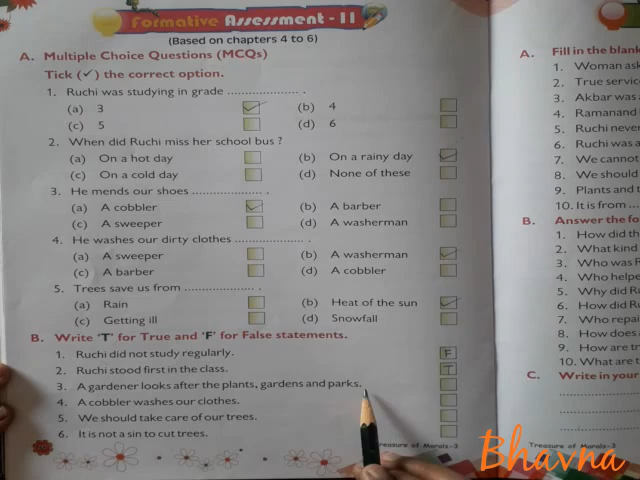 Formative Assessment - II
(Based on chapters 4 to 6)
A. Multiple Choice Questions (MCQs)
Tick (✓) the correct option.
1. Ruchi was studying in grade .................... .
(a) 3 ✓ (b) 4
(c) 5 (d) 6
2. When did Ruchi miss her school bus ?
(a) On a hot day (b) On a rainy day ✓
(c) On a cold day (d) None of these
3. He mends our shoes .................... .
(a) A cobbler ✓ (b) A barber
(c) A sweeper (d) A washerman
4. He washes our dirty clothes .................... .
(a) A sweeper (b) A washerman ✓
(c) A barber (d) A cobbler
5. Trees save us from .................... .
(a) Rain (b) Heat of the sun ✓
(c) Getting ill (d) Snowfall
B. Write 'T' for True and 'F' for False statements.
1. Ruchi did not study regularly. F
2. Ruchi stood first in the class. T
3. A gardener looks after the plants, gardens and parks.
4. A cobbler washes our clothes.
5. We should take care of our trees.
6. It is not a sin to cut trees.
reasure of Morals-3
A. Fill in the blank
1. Woman ask
2. True servic
3. Akbar was
4. Ramanand
5. Ruchi never
6. Ruchi was a
7. We cannot
8. We should
9. Plants and t
10. It is from ...
B. Answer the fo
1. How did th
2. What kind
3. Who was R
4. Who helpe
5. Why did Ru
6. How did Ru
7. Who repai
8. How does
9. How are tr
10. What are t
C. Write in your
Treasure of Morals-3
Bhavna